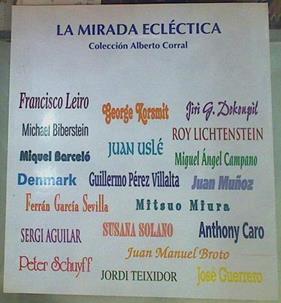 LA MIRADA ECLÉCTICA
Colección Alberto Corral
Francisco Leiro
George Korsmit
Jiri G. Dokoupil
Michael Biberstein
ROY LICHTENSTEIN
JUAN USLÉ
Miquel Barceló
Miguel Ángel Campano
Denmark
Guillermo Pérez Villalta
Juan Muñoz
Ferrán García Sevilla
Mitsuo Miura
SERGI AGUILAR
SUSANA SOLANO
Anthony Caro
Juan Manuel Broto
Peter Schuyff
JORDI TEIXIDOR
José Guerrero